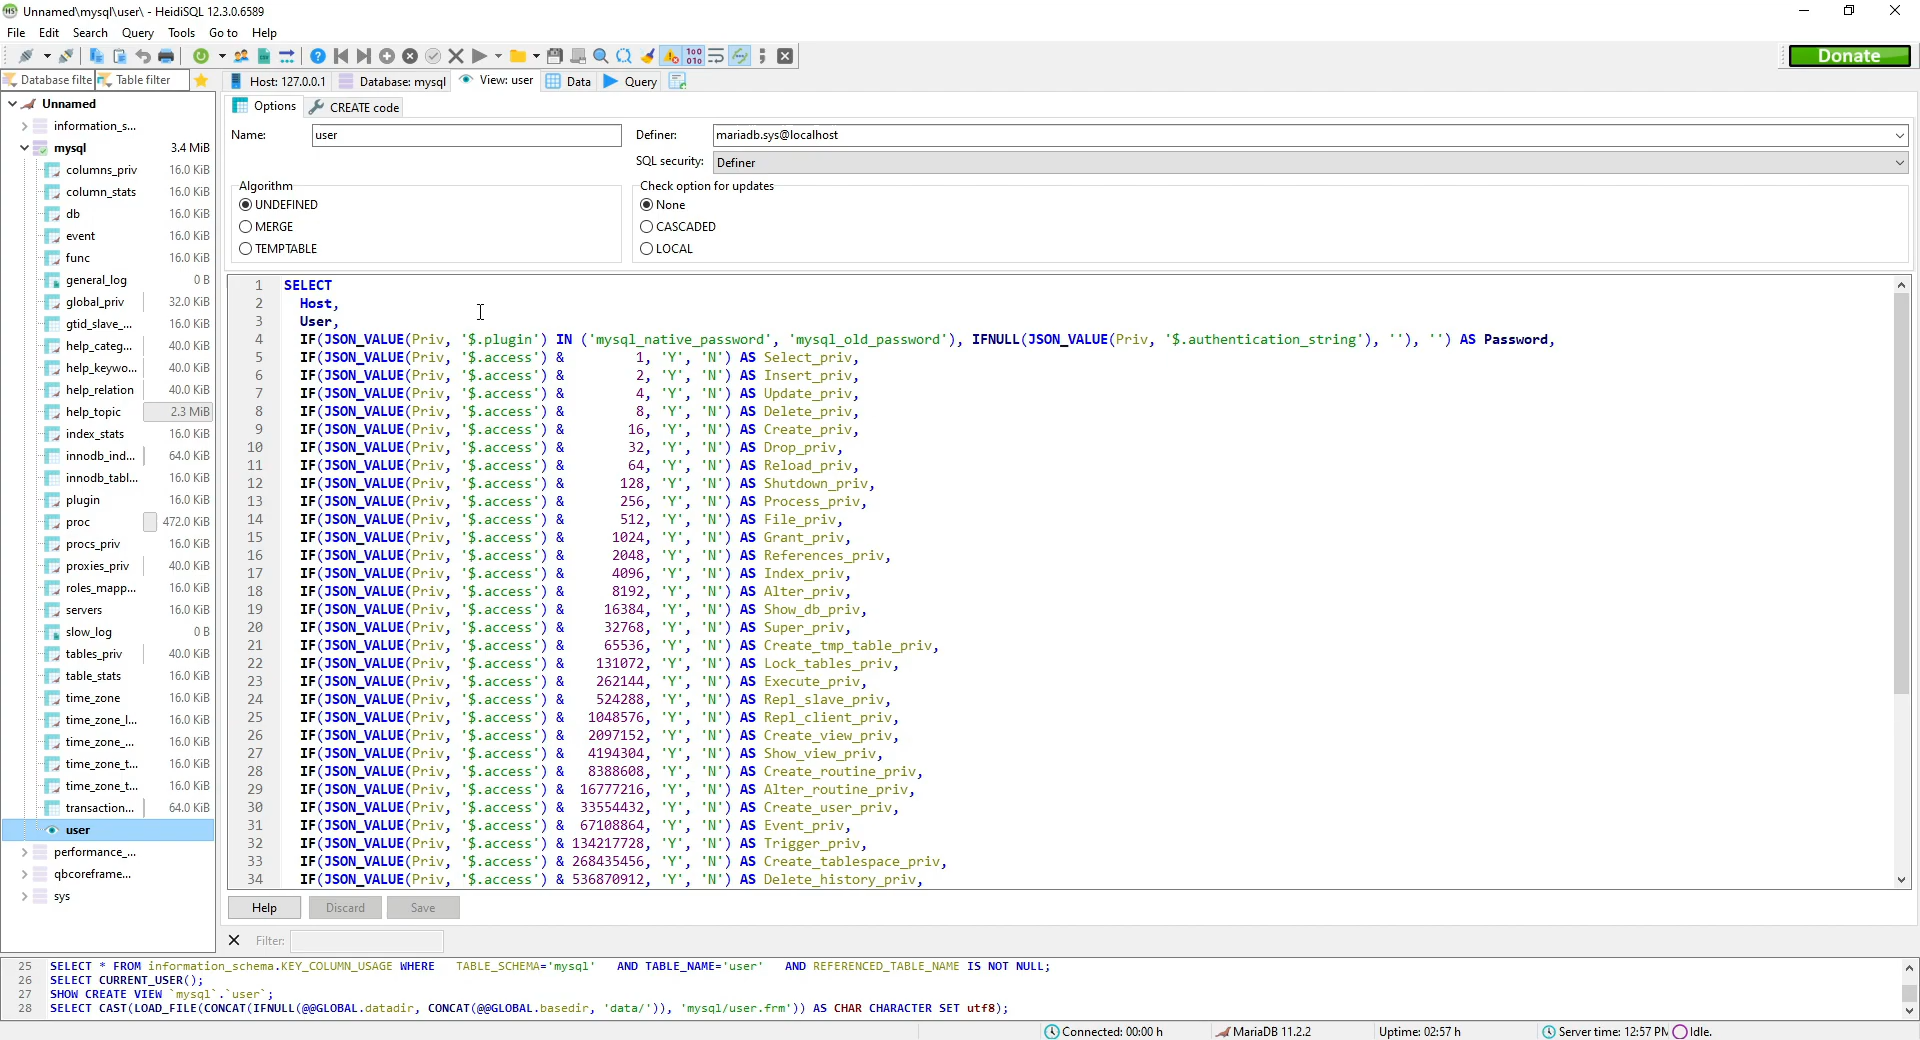 Unnamed\mysql\user\ - HeidiSQL 12.3.0.6589
File Edit Search Query Tools Go to Help
Donate
Database filte Table filter Host: 127.0.0.1 Database: mysql View: user Data Query
Unnamed
information_s...
mysql 3.4 MiB
columns_priv 16.0 KiB
column_stats 16.0 KiB
db 16.0 KiB
event 16.0 KiB
func 16.0 KiB
general_log 0 B
global_priv 32.0 KiB
gtid_slave_... 16.0 KiB
help_categ... 40.0 KiB
help_keywo... 40.0 KiB
help_relation 40.0 KiB
help_topic 2.3 MiB
index_stats 16.0 KiB
innodb_ind... 64.0 KiB
innodb_tabl... 16.0 KiB
plugin 16.0 KiB
proc 472.0 KiB
procs_priv 16.0 KiB
proxies_priv 40.0 KiB
roles_mapp... 16.0 KiB
servers 16.0 KiB
slow_log 0 B
tables_priv 40.0 KiB
table_stats 16.0 KiB
time_zone 16.0 KiB
time_zone_l... 16.0 KiB
time_zone_... 16.0 KiB
time_zone_t... 16.0 KiB
time_zone_t... 16.0 KiB
transaction... 64.0 KiB
user
performance_...
qbcoreframe...
sys
Options CREATE code
Name: user Definer: mariadb.sys@localhost
SQL security: Definer
Algorithm Check option for updates
UNDEFINED None
MERGE CASCADED
TEMPTABLE LOCAL
1 SELECT
2 Host,
3 User,
4 IF(JSON_VALUE(Priv, '$.plugin') IN ('mysql_native_password', 'mysql_old_password'), IFNULL(JSON_VALUE(Priv, '$.authentication_string'), ''), '') AS Password,
5 IF(JSON_VALUE(Priv, '$.access') & 1, 'Y', 'N') AS Select_priv,
6 IF(JSON_VALUE(Priv, '$.access') & 2, 'Y', 'N') AS Insert_priv,
7 IF(JSON_VALUE(Priv, '$.access') & 4, 'Y', 'N') AS Update_priv,
8 IF(JSON_VALUE(Priv, '$.access') & 8, 'Y', 'N') AS Delete_priv,
9 IF(JSON_VALUE(Priv, '$.access') & 16, 'Y', 'N') AS Create_priv,
10 IF(JSON_VALUE(Priv, '$.access') & 32, 'Y', 'N') AS Drop_priv,
11 IF(JSON_VALUE(Priv, '$.access') & 64, 'Y', 'N') AS Reload_priv,
12 IF(JSON_VALUE(Priv, '$.access') & 128, 'Y', 'N') AS Shutdown_priv,
13 IF(JSON_VALUE(Priv, '$.access') & 256, 'Y', 'N') AS Process_priv,
14 IF(JSON_VALUE(Priv, '$.access') & 512, 'Y', 'N') AS File_priv,
15 IF(JSON_VALUE(Priv, '$.access') & 1024, 'Y', 'N') AS Grant_priv,
16 IF(JSON_VALUE(Priv, '$.access') & 2048, 'Y', 'N') AS References_priv,
17 IF(JSON_VALUE(Priv, '$.access') & 4096, 'Y', 'N') AS Index_priv,
18 IF(JSON_VALUE(Priv, '$.access') & 8192, 'Y', 'N') AS Alter_priv,
19 IF(JSON_VALUE(Priv, '$.access') & 16384, 'Y', 'N') AS Show_db_priv,
20 IF(JSON_VALUE(Priv, '$.access') & 32768, 'Y', 'N') AS Super_priv,
21 IF(JSON_VALUE(Priv, '$.access') & 65536, 'Y', 'N') AS Create_tmp_table_priv,
22 IF(JSON_VALUE(Priv, '$.access') & 131072, 'Y', 'N') AS Lock_tables_priv,
23 IF(JSON_VALUE(Priv, '$.access') & 262144, 'Y', 'N') AS Execute_priv,
24 IF(JSON_VALUE(Priv, '$.access') & 524288, 'Y', 'N') AS Repl_slave_priv,
25 IF(JSON_VALUE(Priv, '$.access') & 1048576, 'Y', 'N') AS Repl_client_priv,
26 IF(JSON_VALUE(Priv, '$.access') & 2097152, 'Y', 'N') AS Create_view_priv,
27 IF(JSON_VALUE(Priv, '$.access') & 4194304, 'Y', 'N') AS Show_view_priv,
28 IF(JSON_VALUE(Priv, '$.access') & 8388608, 'Y', 'N') AS Create_routine_priv,
29 IF(JSON_VALUE(Priv, '$.access') & 16777216, 'Y', 'N') AS Alter_routine_priv,
30 IF(JSON_VALUE(Priv, '$.access') & 33554432, 'Y', 'N') AS Create_user_priv,
31 IF(JSON_VALUE(Priv, '$.access') & 67108864, 'Y', 'N') AS Event_priv,
32 IF(JSON_VALUE(Priv, '$.access') & 134217728, 'Y', 'N') AS Trigger_priv,
33 IF(JSON_VALUE(Priv, '$.access') & 268435456, 'Y', 'N') AS Create_tablespace_priv,
34 IF(JSON_VALUE(Priv, '$.access') & 536870912, 'Y', 'N') AS Delete_history_priv,
Help Discard Save
Filter:
25 SELECT * FROM information_schema.KEY_COLUMN_USAGE WHERE TABLE_SCHEMA='mysql' AND TABLE_NAME='user' AND REFERENCED_TABLE_NAME IS NOT NULL;
26 SELECT CURRENT_USER();
27 SHOW CREATE VIEW `mysql`.`user`;
28 SELECT CAST(LOAD_FILE(CONCAT(IFNULL(@@GLOBAL.datadir, CONCAT(@@GLOBAL.basedir, 'data/')), 'mysql/user.frm')) AS CHAR CHARACTER SET utf8);
Connected: 00:00 h MariaDB 11.2.2 Uptime: 02:57 h Server time: 12:57 PM Idle.